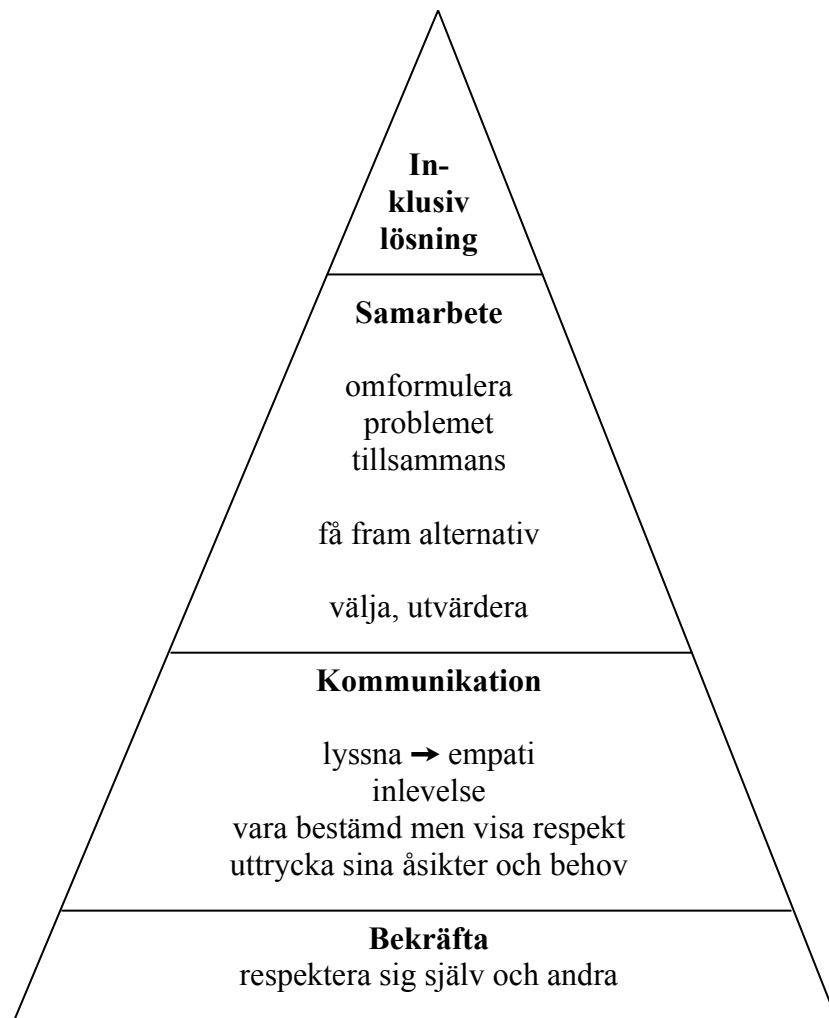 In-
klusiv
lösning
Samarbete
omformulera
problemet
tillsammans
få fram alternativ
välja, utvärdera
Kommunikation
lyssna ➞ empati
inlevelse
vara bestämd men visa respekt
uttrycka sina åsikter och behov
Bekräfta
respektera sig själv och andra